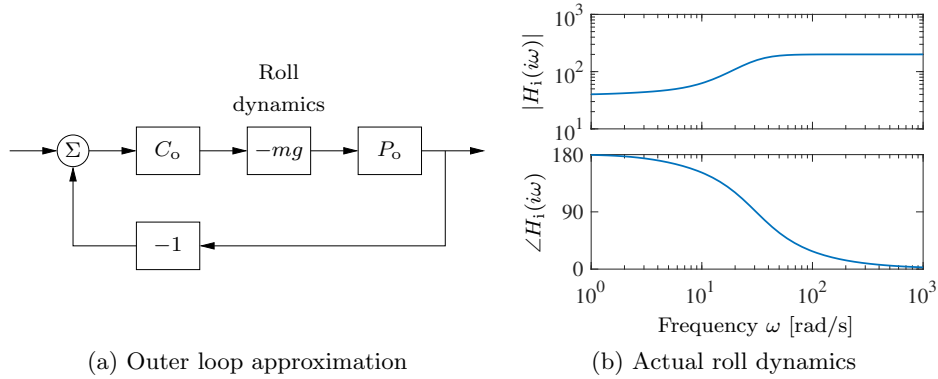 Roll
dynamics
Σ
C_o
−mg
P_o
−1
(a) Outer loop approximation
|H_i(iω)|
10^3
10^2
10^1
∠H_i(iω)
180
90
0
10^0 10^1 10^2 10^3
Frequency ω [rad/s]
(b) Actual roll dynamics